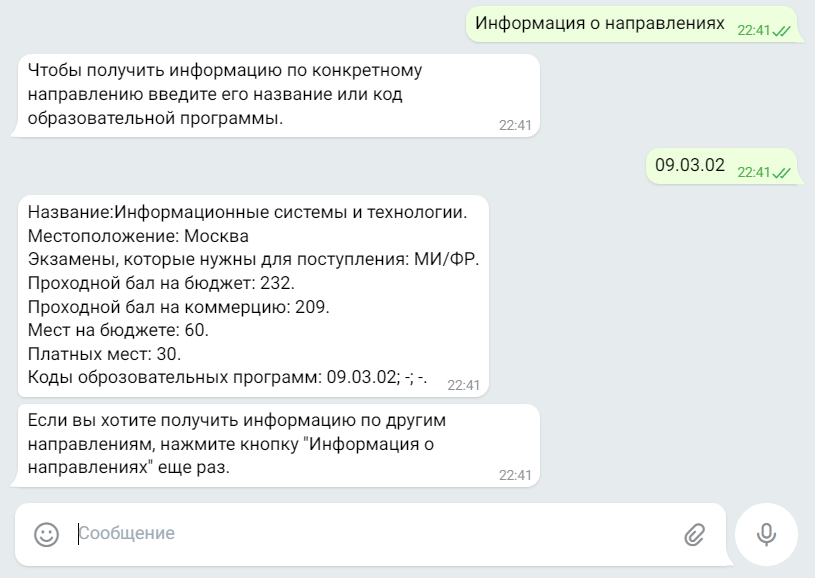 Информация о направлениях 22:41
Чтобы получить информацию по конкретному
направлению введите его название или код
образовательной программы.
22:41
09.03.02 22:41
Название:Информационные системы и технологии.
Местоположение: Москва
Экзамены, которые нужны для поступления: МИ/ФР.
Проходной бал на бюджет: 232.
Проходной бал на коммерцию: 209.
Мест на бюджете: 60.
Платных мест: 30.
Коды оброзовательных программ: 09.03.02; -; -. 22:41
Если вы хотите получить информацию по другим
направлениям, нажмите кнопку "Информация о
направлениях" еще раз.
22:41
Сообщение